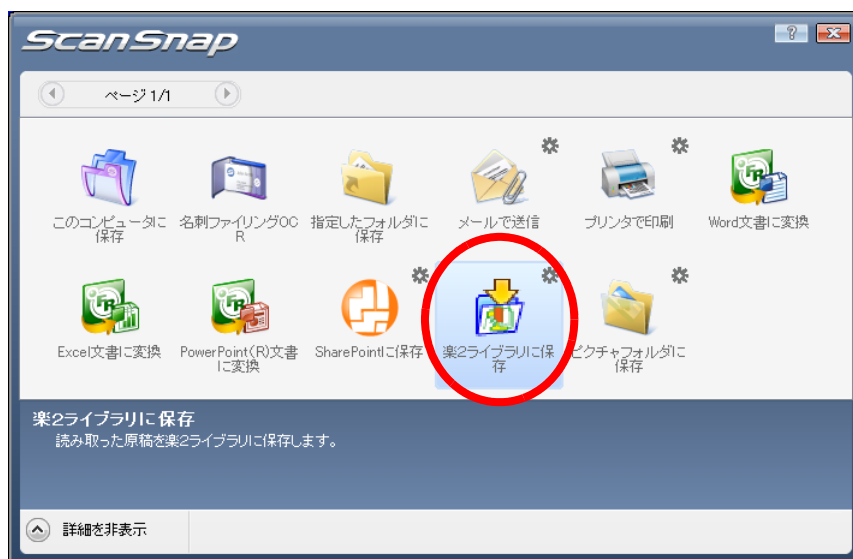 ScanSnap
?
ページ 1/1
このコンピュータに
保存
名刺ファイリングOC
R
指定したフォルダに
保存
メールで送信
プリンタで印刷
Word文書に変換
Excel文書に変換
PowerPoint(R)文書
に変換
SharePointに保存
楽2ライブラリに保
存
ピクチャフォルダに
保存
楽2ライブラリに保存
読み取った原稿を楽2ライブラリに保存します。
詳細を非表示